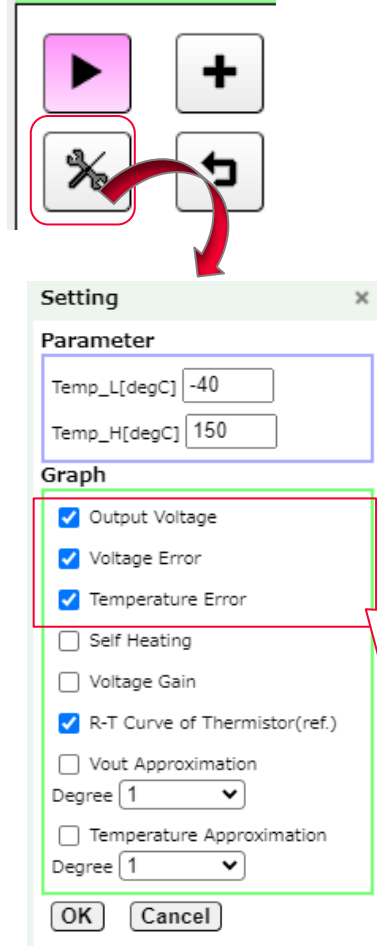 Setting ×
Parameter
Temp_L[degC] -40
Temp_H[degC] 150
Graph
Output Voltage
Voltage Error
Temperature Error
Self Heating
Voltage Gain
R-T Curve of Thermistor(ref.)
Vout Approximation
Degree 1
Temperature Approximation
Degree 1
OK Cancel